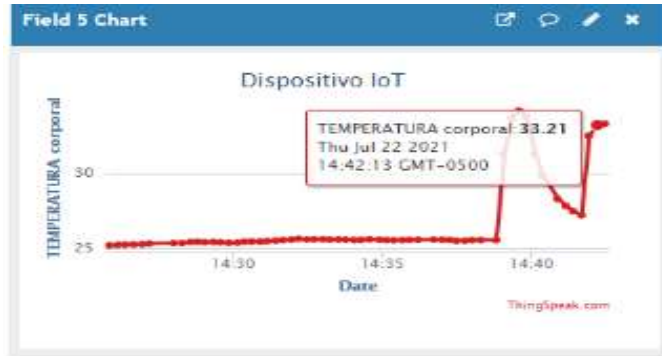 Field 5 Chart
Dispositivo IoT
TEMPERATURA corporal
TEMPERATURA corporal:33.21
Thu Jul 22 2021
14:42:13 GMT-0500
30
25
14:30
14:35
14:40
Date
ThingSpeak.com